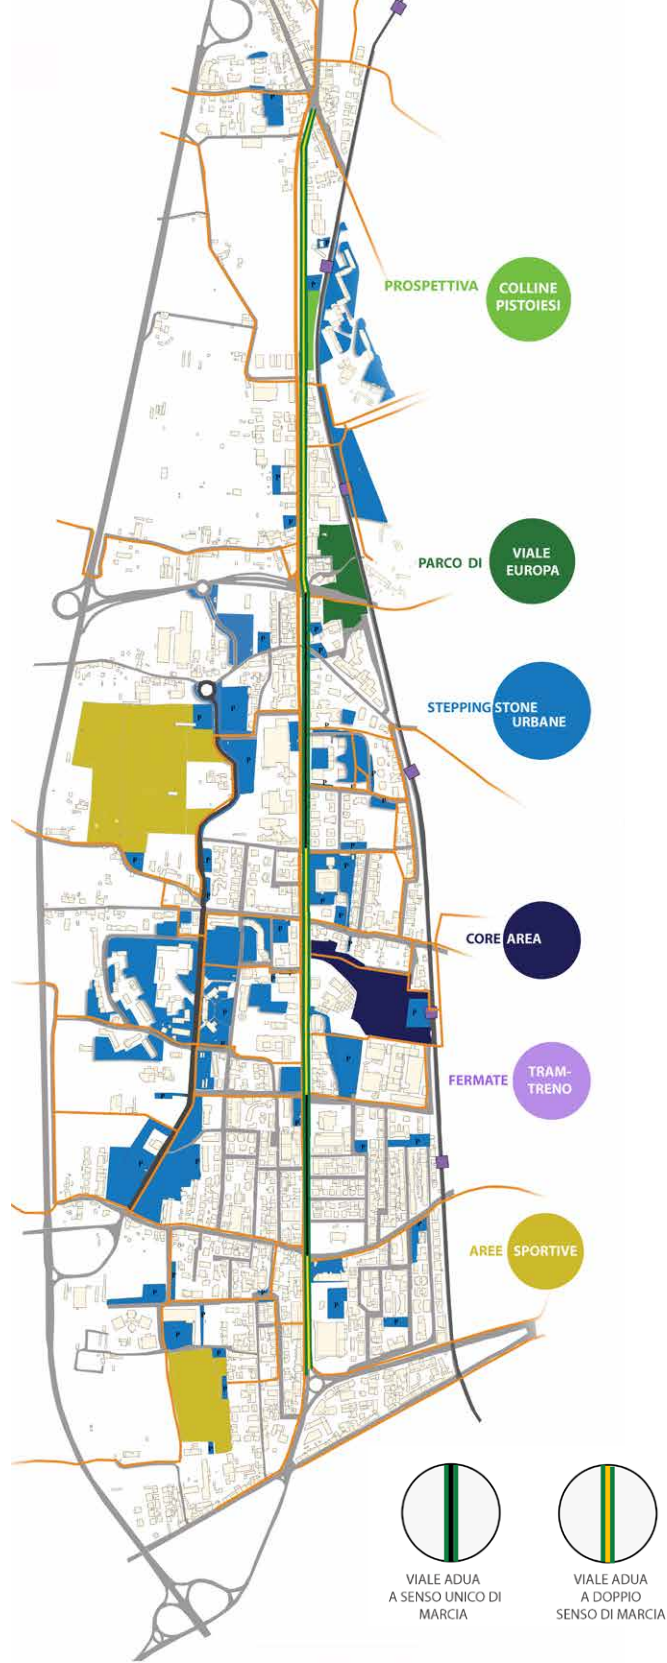 PROSPETTIVA COLLINE
PISTOIESI
PARCO DI VIALE
EUROPA
STEPPING STONE
URBANE
CORE AREA
FERMATE TRAM-
TRENO
AREE SPORTIVE
VIALE ADUA
A SENSO UNICO DI
MARCIA
VIALE ADUA
A DOPPIO
SENSO DI MARCIA